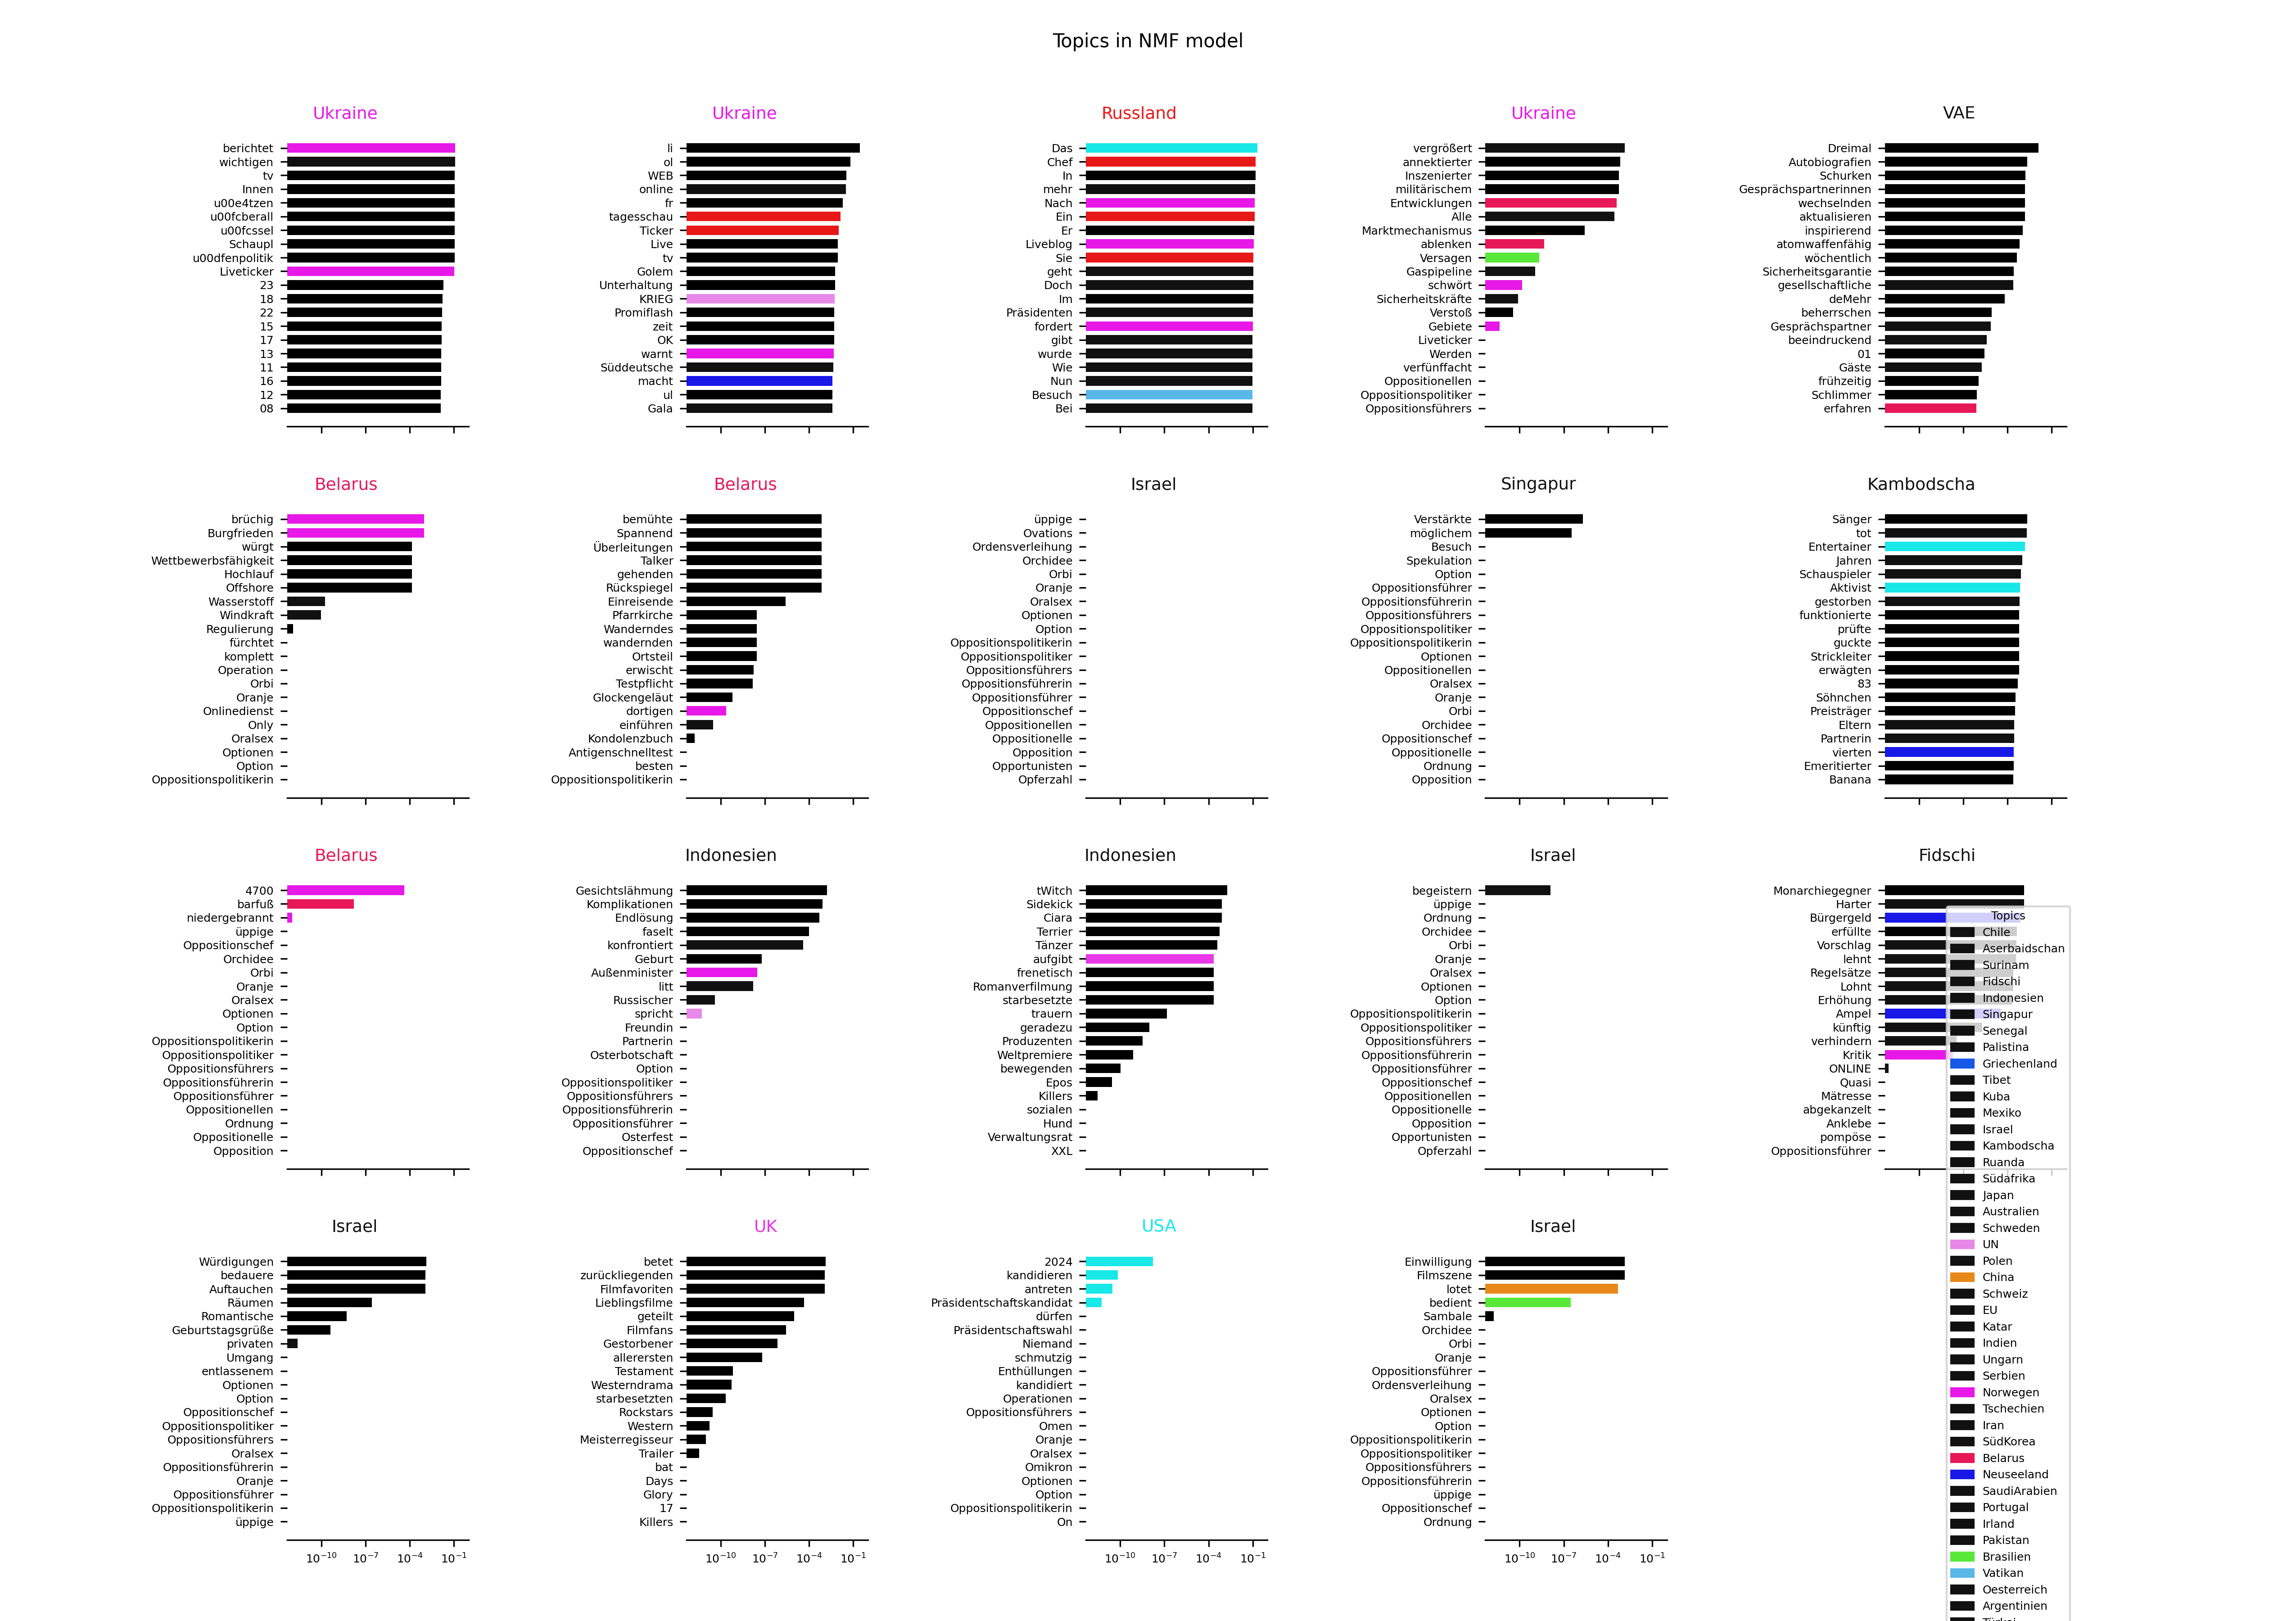 Topics in NMF model
Ukraine
berichtet
wichtigen
tv
Innen
u00e4tzen
u00fcberall
u00fcssel
Schaupl
u00dfenpolitik
Liveticker
23
18
22
15
17
13
11
16
12
08
Ukraine
li
ol
WEB
online
fr
tagesschau
Ticker
Live
tv
Golem
Unterhaltung
KRIEG
Promiflash
zeit
OK
warnt
Süddeutsche
macht
ul
Gala
Russland
Das
Chef
In
mehr
Nach
Ein
Er
Liveblog
Sie
geht
Doch
Im
Präsidenten
fordert
gibt
wurde
Wie
Nun
Besuch
Bei
Ukraine
vergrößert
annektierter
Inszenierter
militärischem
Entwicklungen
Alle
Marktmechanismus
ablenken
Versagen
Gaspipeline
schwört
Sicherheitskräfte
Verstoß
Gebiete
Liveticker
Werden
verfünffacht
Oppositionellen
Oppositionspolitiker
Oppositionsführers
VAE
Dreimal
Autobiografien
Schurken
Gesprächspartnerinnen
wechselnden
aktualisieren
inspirierend
atomwaffenfähig
wöchentlich
Sicherheitsgarantie
gesellschaftliche
deMehr
beherrschen
Gesprächspartner
beeindruckend
01
Gäste
frühzeitig
Schlimmer
erfahren
Belarus
brüchig
Burgfrieden
würgt
Wettbewerbsfähigkeit
Hochlauf
Offshore
Wasserstoff
Windkraft
Regulierung
fürchtet
komplett
Operation
Orbi
Oranje
Onlinedienst
Only
Oralsex
Optionen
Option
Oppositionspolitikerin
Belarus
bemühte
Spannend
Überleitungen
Talker
gehenden
Rückspiegel
Einreisende
Pfarrkirche
Wanderndes
wandernden
Ortsteil
erwischt
Testpflicht
Glockengeläut
dortigen
einführen
Kondolenzbuch
Antigenschnelltest
besten
Oppositionspolitikerin
Israel
üppige
Ovations
Ordensverleihung
Orchidee
Orbi
Oranje
Oralsex
Optionen
Option
Oppositionspolitikerin
Oppositionspolitiker
Oppositionsführers
Oppositionsführerin
Oppositionsführer
Oppositionschef
Oppositionellen
Oppositionelle
Opposition
Opportunisten
Opferzahl
Singapur
Verstärkte
möglichem
Besuch
Spekulation
Option
Oppositionsführer
Oppositionsführerin
Oppositionsführers
Oppositionspolitiker
Oppositionspolitikerin
Optionen
Oppositionellen
Oralsex
Oranje
Orbi
Orchidee
Oppositionschef
Oppositionelle
Ordnung
Opposition
Kambodscha
Sänger
tot
Entertainer
Jahren
Schauspieler
Aktivist
gestorben
funktionierte
prüfte
guckte
Strickleiter
erwägten
83
Söhnchen
Preisträger
Eltern
Partnerin
vierten
Emeritierter
Banana
Belarus
4700
barfuß
niedergebrannt
üppige
Oppositionschef
Orchidee
Orbi
Oranje
Oralsex
Optionen
Option
Oppositionspolitikerin
Oppositionspolitiker
Oppositionsführers
Oppositionsführerin
Oppositionsführer
Oppositionellen
Ordnung
Oppositionelle
Opposition
Indonesien
Gesichtslähmung
Komplikationen
Endlösung
faselt
konfrontiert
Geburt
Außenminister
litt
Russischer
spricht
Freundin
Partnerin
Osterbotschaft
Option
Oppositionspolitiker
Oppositionsführers
Oppositionsführerin
Oppositionsführer
Osterfest
Oppositionschef
Indonesien
tWitch
Sidekick
Ciara
Terrier
Tänzer
aufgibt
frenetisch
Romanverfilmung
starbesetzte
trauern
geradezu
Produzenten
Weltpremiere
bewegenden
Epos
Killers
sozialen
Hund
Verwaltungsrat
XXL
Israel
begeistern
üppige
Ordnung
Orchidee
Orbi
Oranje
Oralsex
Optionen
Option
Oppositionspolitikerin
Oppositionspolitiker
Oppositionsführers
Oppositionsführerin
Oppositionsführer
Oppositionschef
Oppositionellen
Oppositionelle
Opposition
Opportunisten
Opferzahl
Fidschi
Monarchiegegner
Harter
Bürgergeld
erfüllte
Vorschlag
lehnt
Regelsätze
Lohnt
Erhöhung
Ampel
künftig
verhindern
Kritik
ONLINE
Quasi
Mätresse
abgekanzelt
Anklebe
pompöse
Oppositionsführer
Israel
Würdigungen
bedauere
Auftauchen
Räumen
Romantische
Geburtstagsgrüße
privaten
Umgang
entlassenem
Optionen
Option
Oppositionschef
Oppositionspolitiker
Oppositionsführers
Oralsex
Oppositionsführerin
Oranje
Oppositionsführer
Oppositionspolitikerin
üppige
10⁻¹⁰ 10⁻⁷ 10⁻⁴ 10⁻¹
UK
betet
zurückliegenden
Filmfavoriten
Lieblingsfilme
geteilt
Filmfans
Gestorbener
allerersten
Testament
Westerndrama
starbesetzten
Rockstars
Western
Meisterregisseur
Trailer
bat
Days
Glory
17
Killers
10⁻¹⁰ 10⁻⁷ 10⁻⁴ 10⁻¹
USA
2024
kandidieren
antreten
Präsidentschaftskandidat
dürfen
Präsidentschaftswahl
Niemand
schmutzig
Enthüllungen
kandidiert
Operationen
Oppositionsführers
Omen
Oranje
Oralsex
Omikron
Optionen
Option
Oppositionspolitikerin
On
10⁻¹⁰ 10⁻⁷ 10⁻⁴ 10⁻¹
Israel
Einwilligung
Filmszene
lotet
bedient
Sambale
Orchidee
Orbi
Oranje
Oppositionsführer
Ordensverleihung
Oralsex
Optionen
Option
Oppositionspolitikerin
Oppositionspolitiker
Oppositionsführers
Oppositionsführerin
üppige
Oppositionschef
Ordnung
10⁻¹⁰ 10⁻⁷ 10⁻⁴ 10⁻¹
Topics
Chile
Aserbaidschan
Surinam
Fidschi
Indonesien
Singapur
Senegal
Palistina
Griechenland
Tibet
Kuba
Mexiko
Israel
Kambodscha
Ruanda
Südafrika
Japan
Australien
Schweden
UN
Polen
China
Schweiz
EU
Katar
Indien
Ungarn
Serbien
Norwegen
Tschechien
Iran
SüdKorea
Belarus
Neuseeland
SaudiArabien
Portugal
Irland
Pakistan
Brasilien
Vatikan
Oesterreich
Argentinien